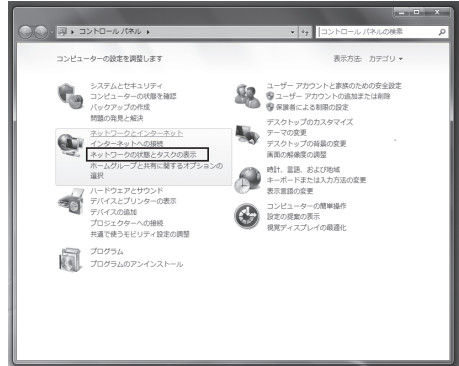 コントロール パネル
コントロール パネルの検索
コンピューターの設定を調整します
表示方法: カテゴリ
システムとセキュリティ
コンピューターの状態を確認
バックアップの作成
問題の発見と解決
ネットワークとインターネット
インターネットへの接続
ネットワークの状態とタスクの表示
ホームグループと共有に関するオプションの
選択
ハードウェアとサウンド
デバイスとプリンターの表示
デバイスの追加
プロジェクターへの接続
共通で使うモビリティ設定の調整
プログラム
プログラムのアンインストール
ユーザー アカウントと家族のための安全設定
ユーザー アカウントの追加または削除
保護者による制限の設定
デスクトップのカスタマイズ
テーマの変更
デスクトップの背景の変更
画面の解像度の調整
時計、言語、および地域
キーボードまたは入力方法の変更
表示言語の変更
コンピューターの簡単操作
設定の提案の表示
視覚ディスプレイの最適化